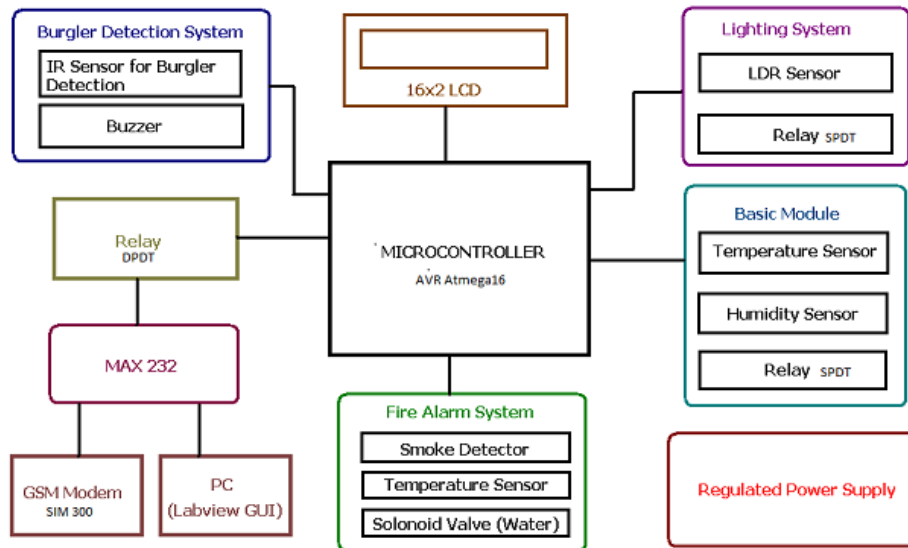 Burgler Detection System
IR Sensor for Burgler
Detection
Buzzer
16x2 LCD
Lighting System
LDR Sensor
Relay SPDT
Relay
DPDT
MICROCONTROLLER
AVR Atmega16
Basic Module
Temperature Sensor
Humidity Sensor
Relay SPDT
MAX 232
GSM Modem
SIM 300
PC
(Labview GUI)
Fire Alarm System
Smoke Detector
Temperature Sensor
Solonoid Valve (Water)
Regulated Power Supply